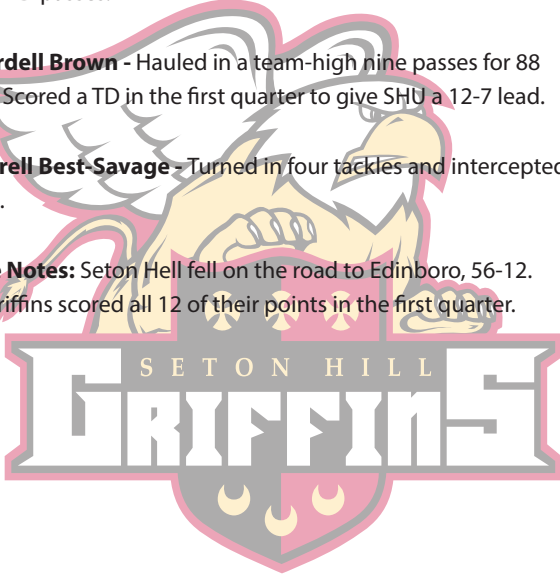 rdell Brown - Hauled in a team-high nine passes for 88
Scored a TD in the first quarter to give SHU a 12-7 lead.
rell Best-Savage - Turned in four tackles and intercepted
.
Notes: Seton Hell fell on the road to Edinboro, 56-12.
riffins scored all 12 of their points in the first quarter.
SETON HILL
GRIFFINS